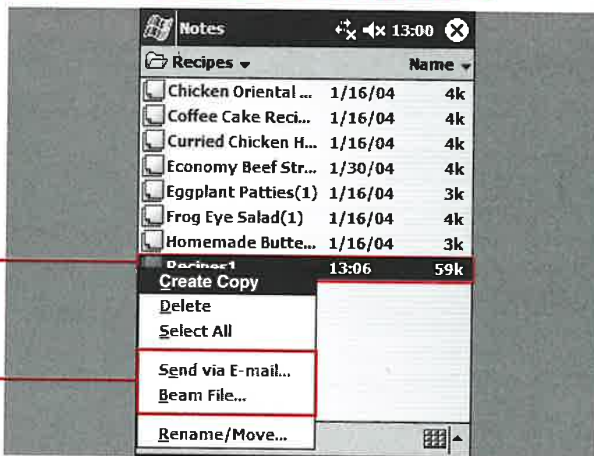 Notes 13:00
Recipes Name
Chicken Oriental ... 1/16/04 4k
Coffee Cake Reci... 1/16/04 4k
Curried Chicken H... 1/16/04 4k
Economy Beef Str... 1/30/04 4k
Eggplant Patties(1) 1/16/04 3k
Frog Eye Salad(1) 1/16/04 4k
Homemade Butte... 1/16/04 3k
Recipes1 13:06 59k
Create Copy
Delete
Select All
Send via E-mail...
Beam File...
Rename/Move...